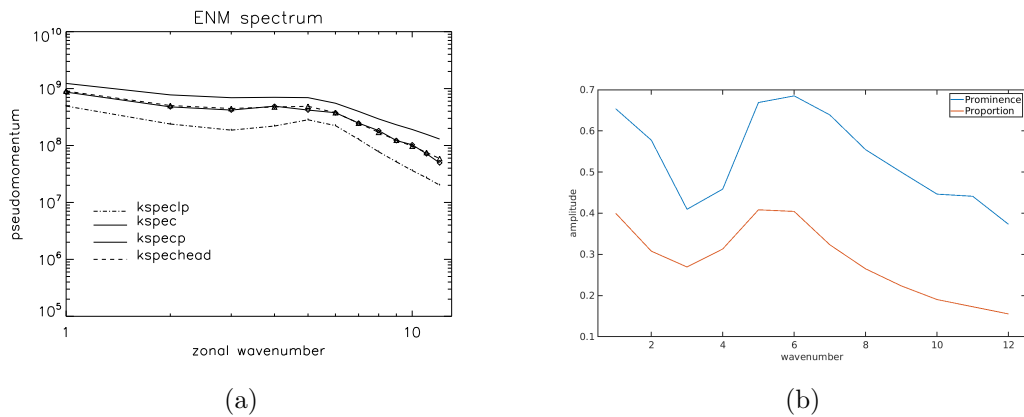 ENM spectrum
10^10
10^9
10^8
10^7
10^6
10^5
pseudomomentum
kspeclp
kspec
kspecp
kspechead
1
10
zonal wavenumber
(a)
0.7
0.6
0.5
0.4
0.3
0.2
0.1
amplitude
Prominence
Proportion
2 4 6 8 10 12
wavenumber
(b)